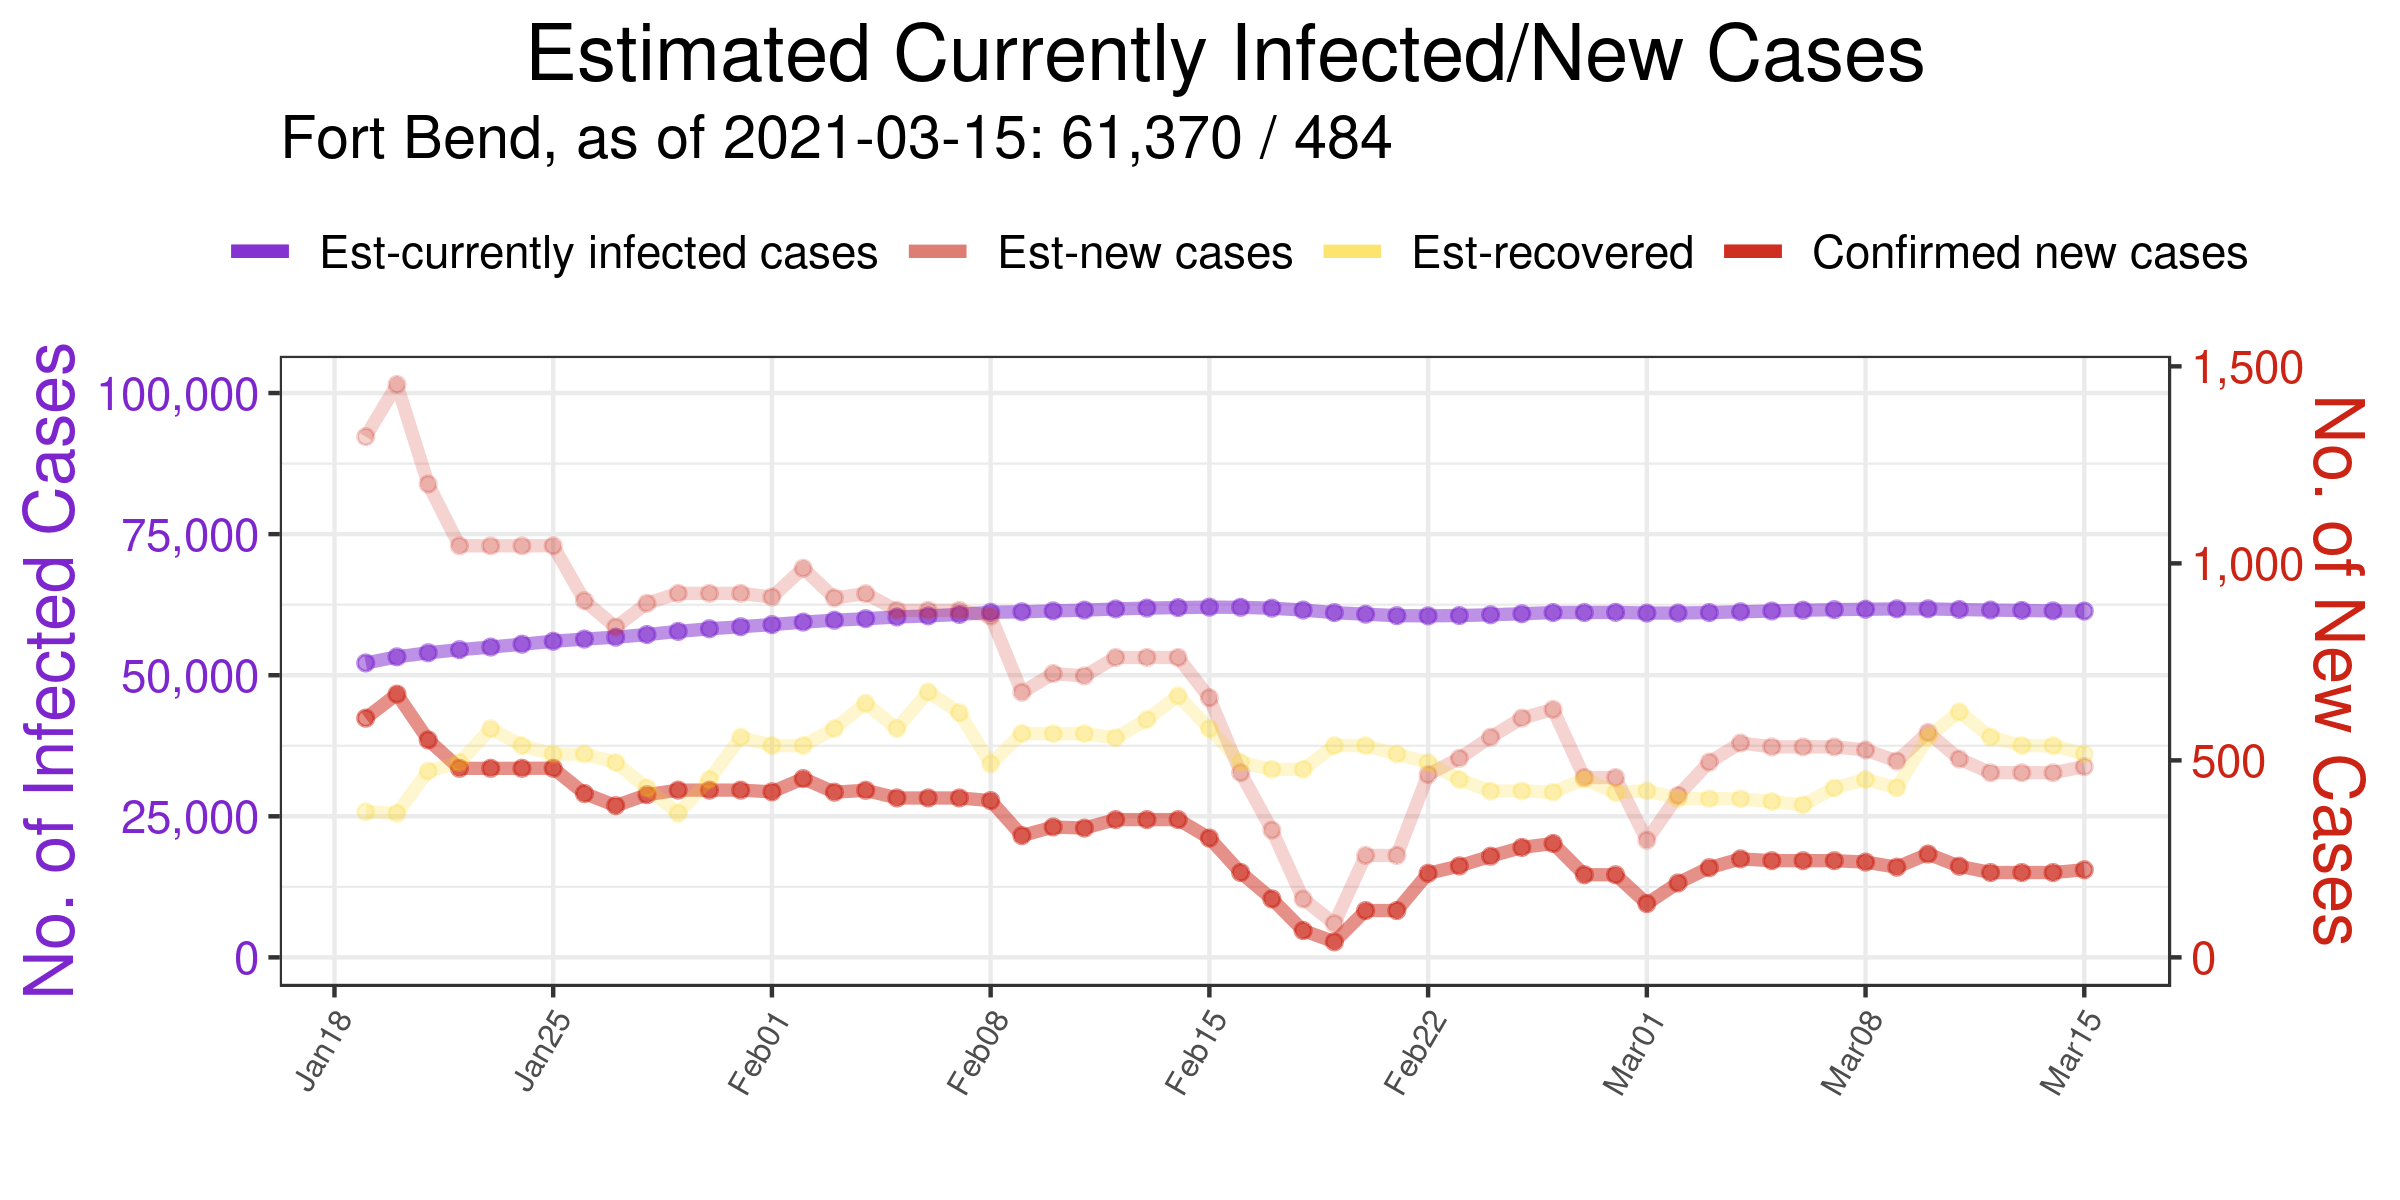 Estimated Currently Infected/New Cases
Fort Bend, as of 2021-03-15: 61,370 / 484
Est-currently infected cases Est-new cases Est-recovered Confirmed new cases
No. of Infected Cases
100,000
75,000
50,000
25,000
0
1,500
1,000
500
0
No. of New Cases
Jan18 Jan25 Feb01 Feb08 Feb15 Feb22 Mar01 Mar08 Mar15